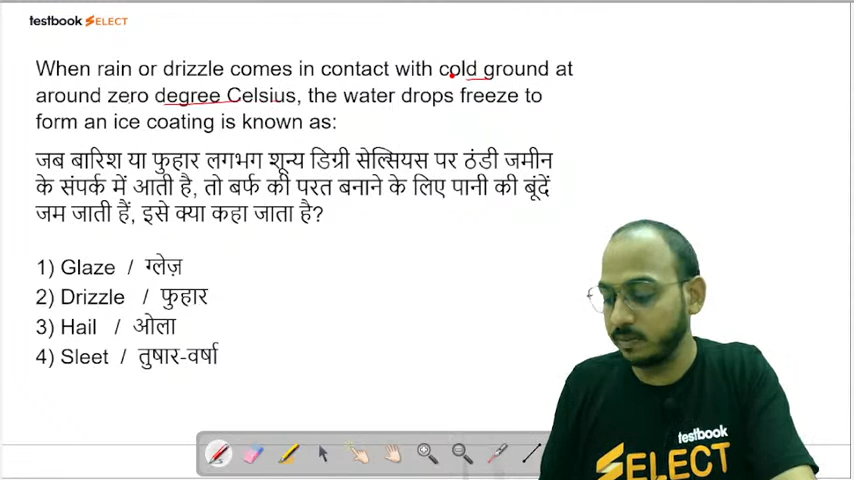 testbook SELECT
When rain or drizzle comes in contact with cold ground at
around zero degree Celsius, the water drops freeze to
form an ice coating is known as:
जब बारिश या फुहार लगभग शून्य डिग्री सेल्सियस पर ठंडी जमीन
के संपर्क में आती है, तो बर्फ की परत बनाने के लिए पानी की बूंदें
जम जाती हैं, इसे क्या कहा जाता है?
1) Glaze / ग्लेज़
2) Drizzle / फुहार
3) Hail / ओला
4) Sleet / तुषार-वर्षा
testbook
SELECT